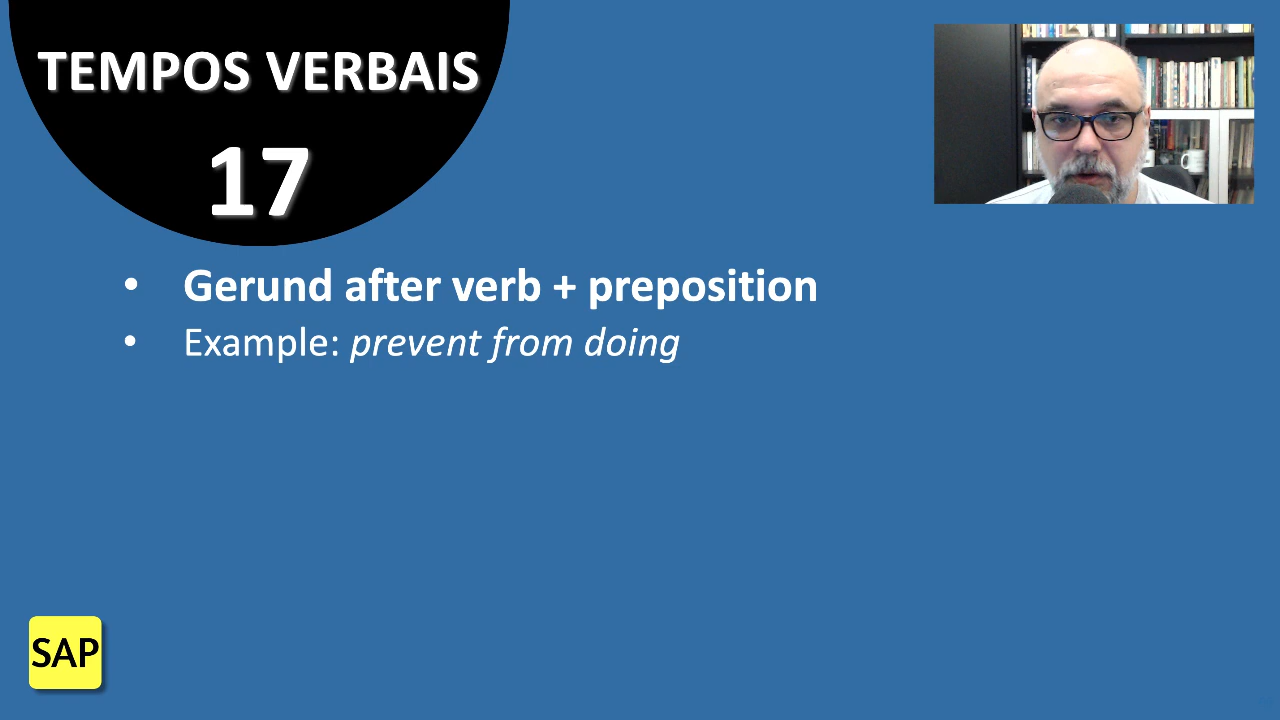 TEMPOS VERBAIS
17
• Gerund after verb + preposition
• Example: prevent from doing
SAP